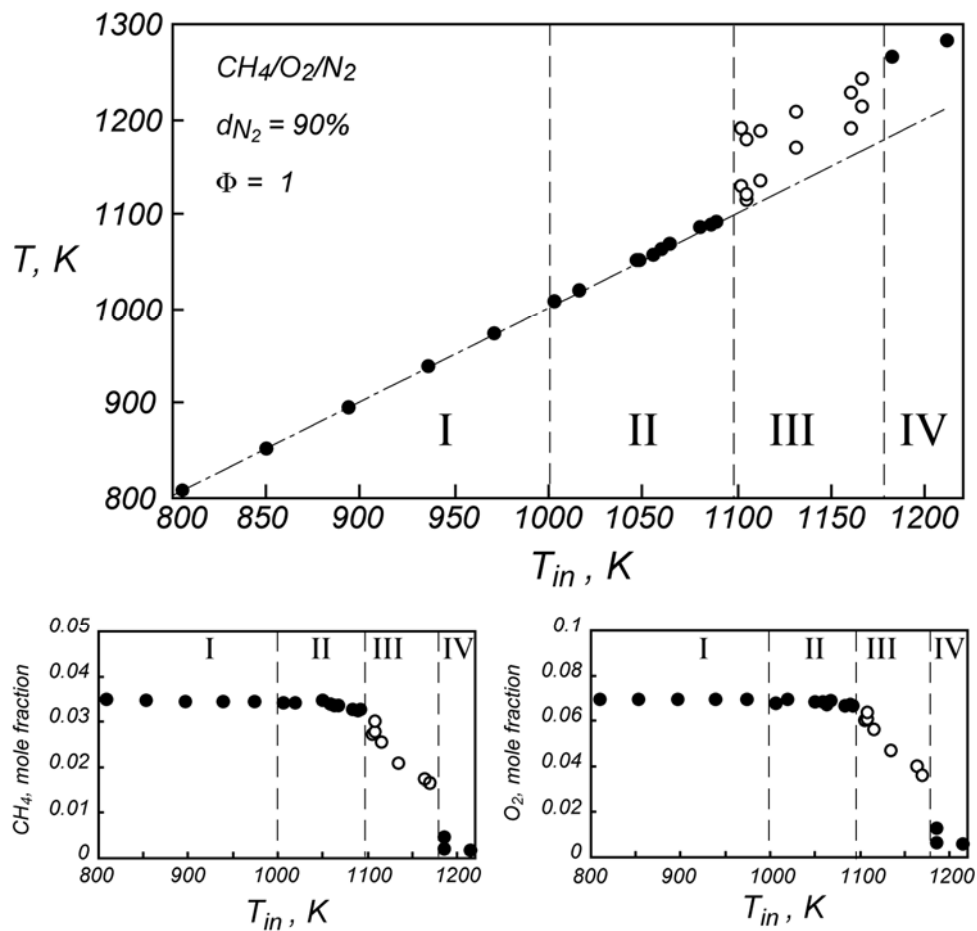 1300
CH4/O2/N2
dN2 = 90%
1200
Φ = 1
1100
T, K
1000
900
I II III IV
800
800 850 900 950 1000 1050 1100 1150 1200
Tin , K
0.05
I II III IV
0.04
0.03
0.02
0.01
0
CH4, mole fraction
800 900 1000 1100 1200
Tin , K
0.1
I II III IV
0.08
0.06
0.04
0.02
0
O2, mole fraction
800 900 1000 1100 1200
Tin , K